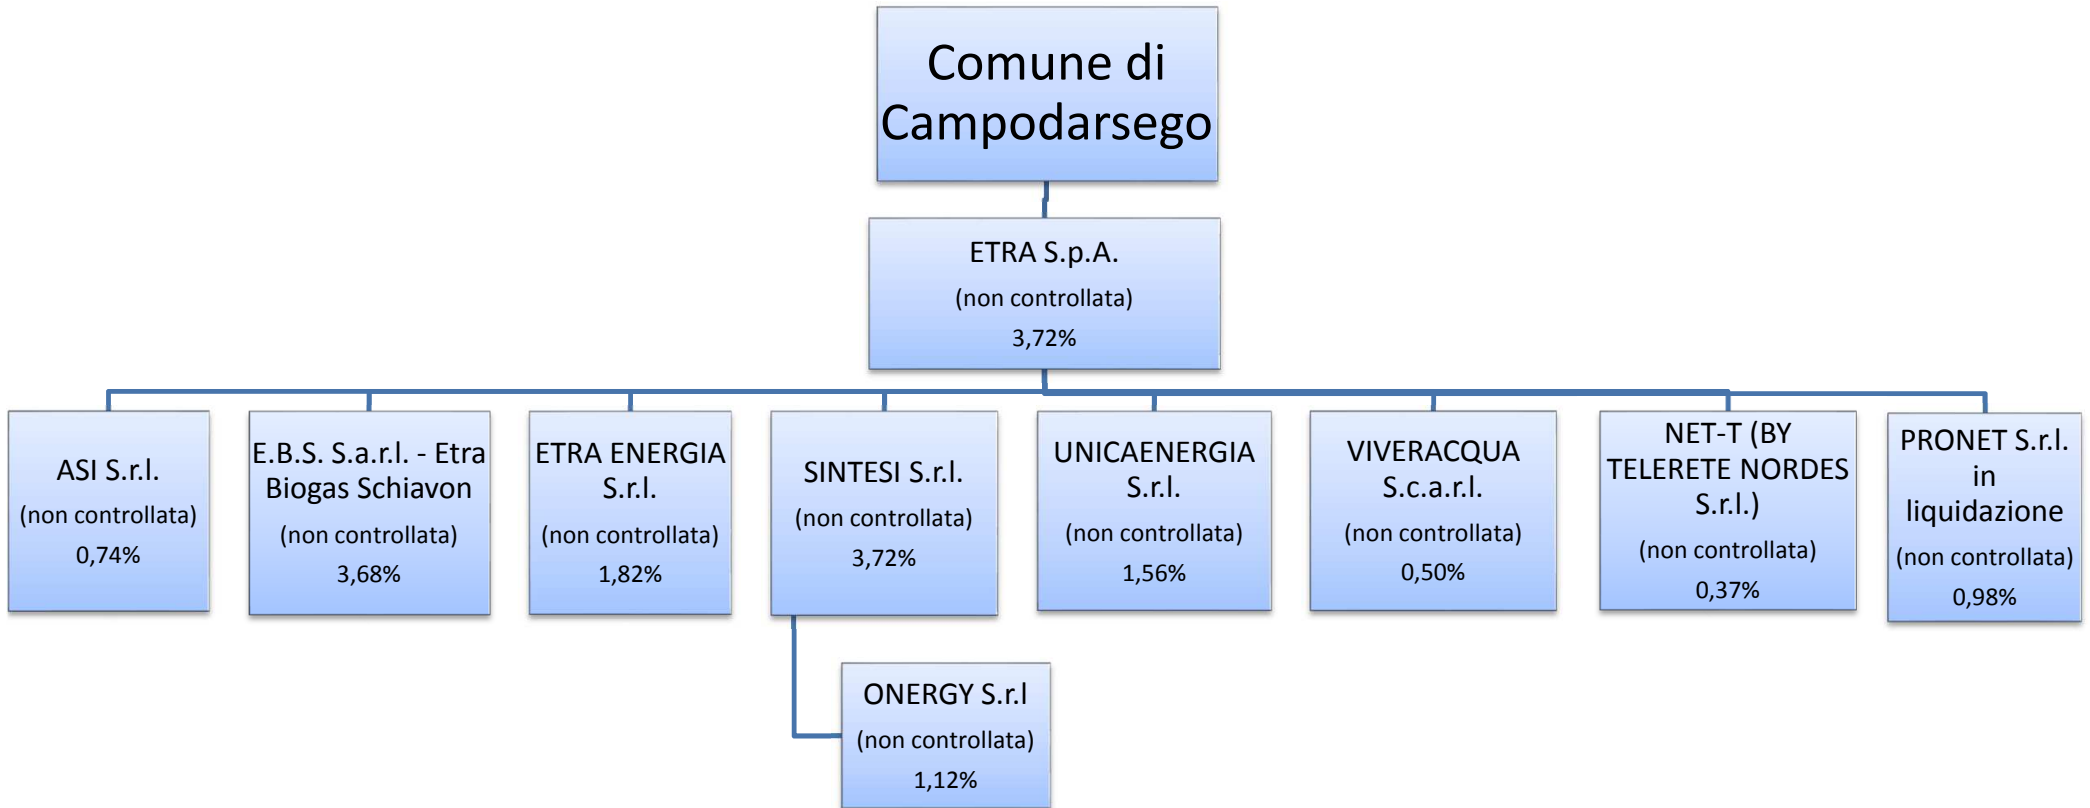 Comune di
Campodarsego
ETRA S.p.A.
(non controllata)
3,72%
ASI S.r.l.
(non controllata)
0,74%
E.B.S. S.a.r.l. - Etra
Biogas Schiavon
(non controllata)
3,68%
ETRA ENERGIA
S.r.l.
(non controllata)
1,82%
SINTESI S.r.l.
(non controllata)
3,72%
UNICAENERGIA
S.r.l.
(non controllata)
1,56%
VIVERACQUA
S.c.a.r.l.
(non controllata)
0,50%
NET-T (BY
TELERETE NORDES
S.r.l.)
(non controllata)
0,37%
PRONET S.r.l.
in
liquidazione
(non controllata)
0,98%
ONERGY S.r.l
(non controllata)
1,12%